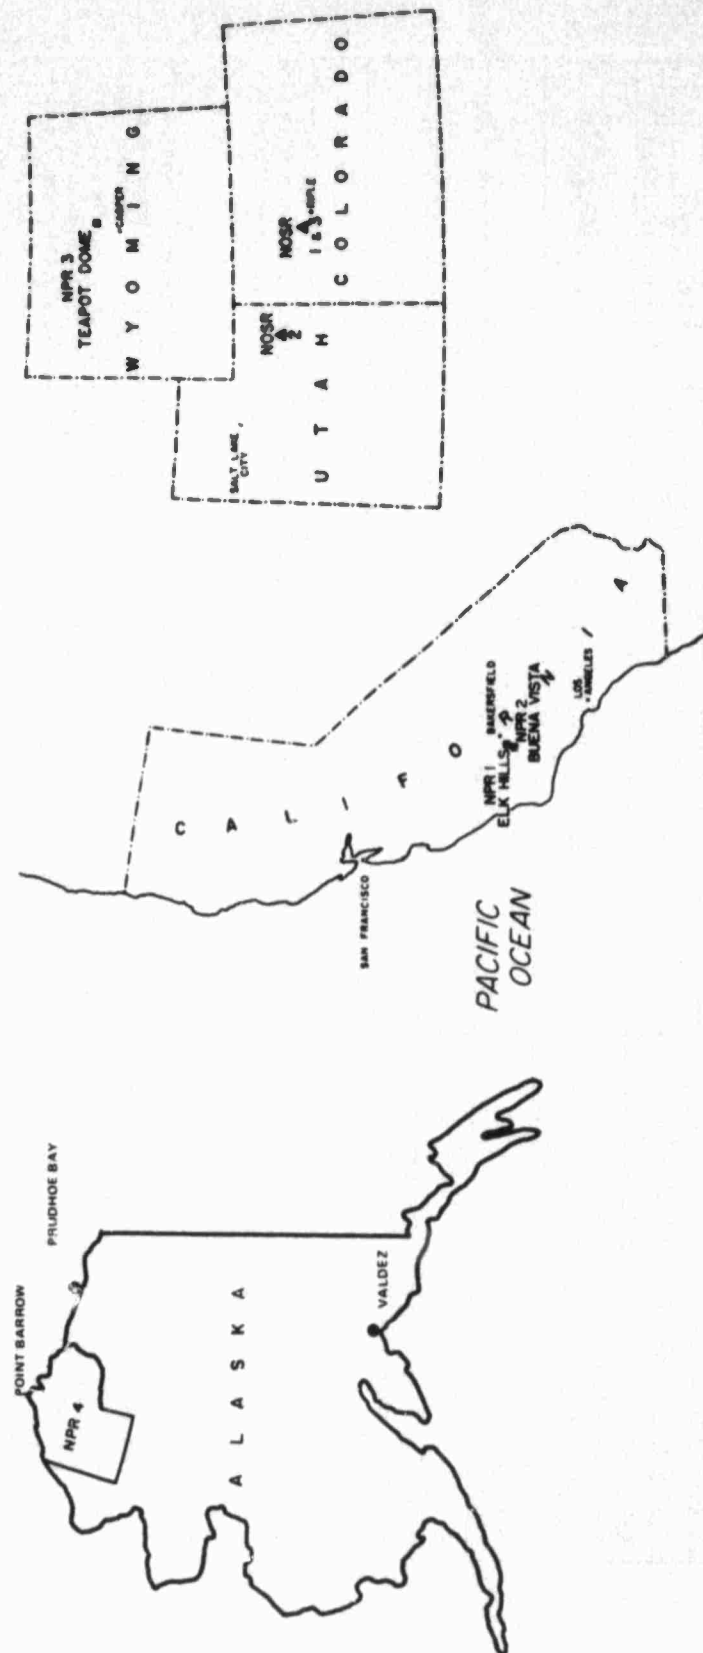 POINT BARROW
PRUDHOE BAY
NPR 4
A L A S K A
VALDEZ
C A L I F O R N I A
SAN FRANCISCO
NPR 1
ELK HILLS
BAKERSFIELD
NPR 2
BUENA VISTA
LOS
ANGELES
PACIFIC
OCEAN
NPR 3
TEAPOT DOME
CASPER
W Y O M I N G
SALT LAKE
CITY
NOSR
2
U T A H
NOSR
1 & 3
RIFLE
C O L O R A D O